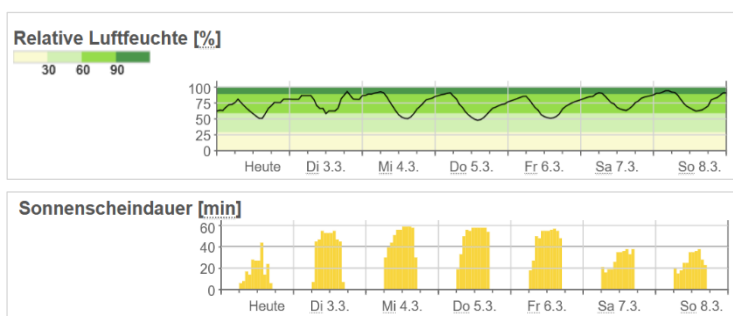 Relative Luftfeuchte [%]
30 60 90
100
75
50
25
0
Heute Di 3.3. Mi 4.3. Do 5.3. Fr 6.3. Sa 7.3. So 8.3.
Sonnenscheindauer [min]
60
40
20
0
Heute Di 3.3. Mi 4.3. Do 5.3. Fr 6.3. Sa 7.3. So 8.3.